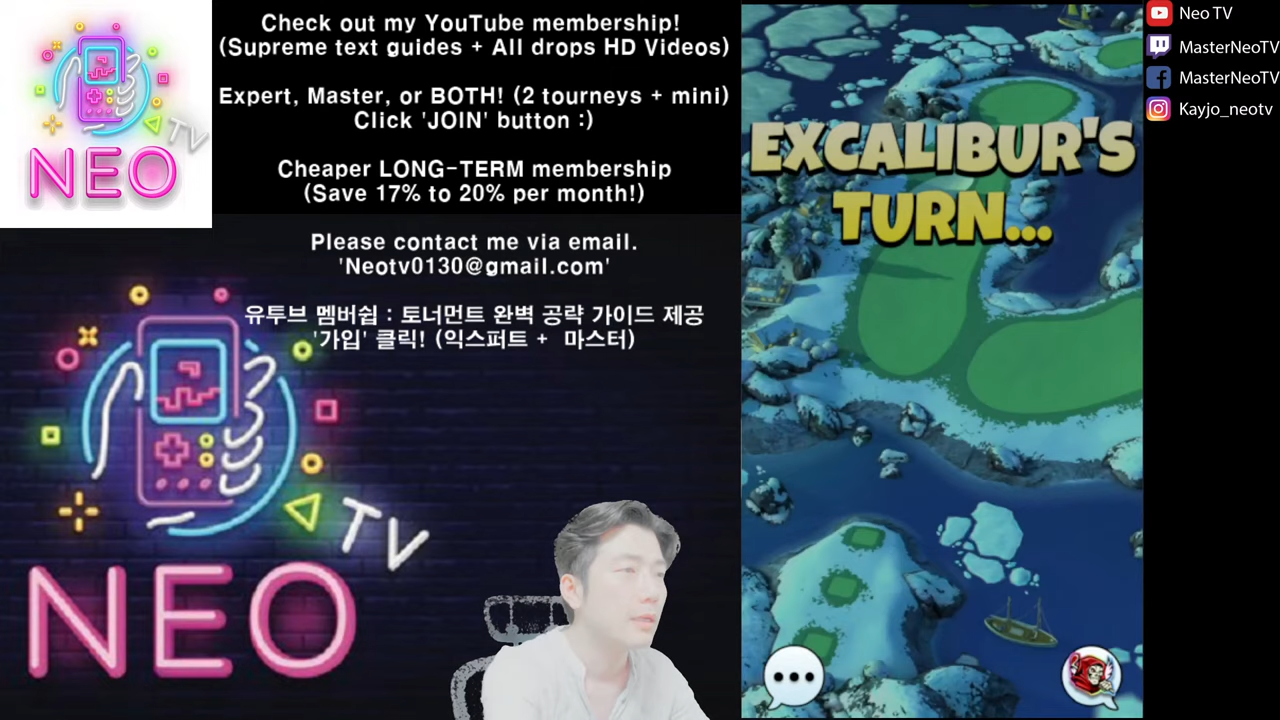 NEO
TV
Check out my YouTube membership!
(Supreme text guides + All drops HD Videos)
Expert, Master, or BOTH! (2 tourneys + mini)
Click 'JOIN' button :)
Cheaper LONG-TERM membership
(Save 17% to 20% per month!)
Please contact me via email.
'Neotv0130@gmail.com'
유투브 멤버쉽 : 토너먼트 완벽 공략 가이드 제공
'가입' 클릭! (익스퍼트 + 마스터)
NEO
TV
EXCALIBUR'S
TURN...
Neo TV
MasterNeoTV
MasterNeoTV
Kayjo_neotv